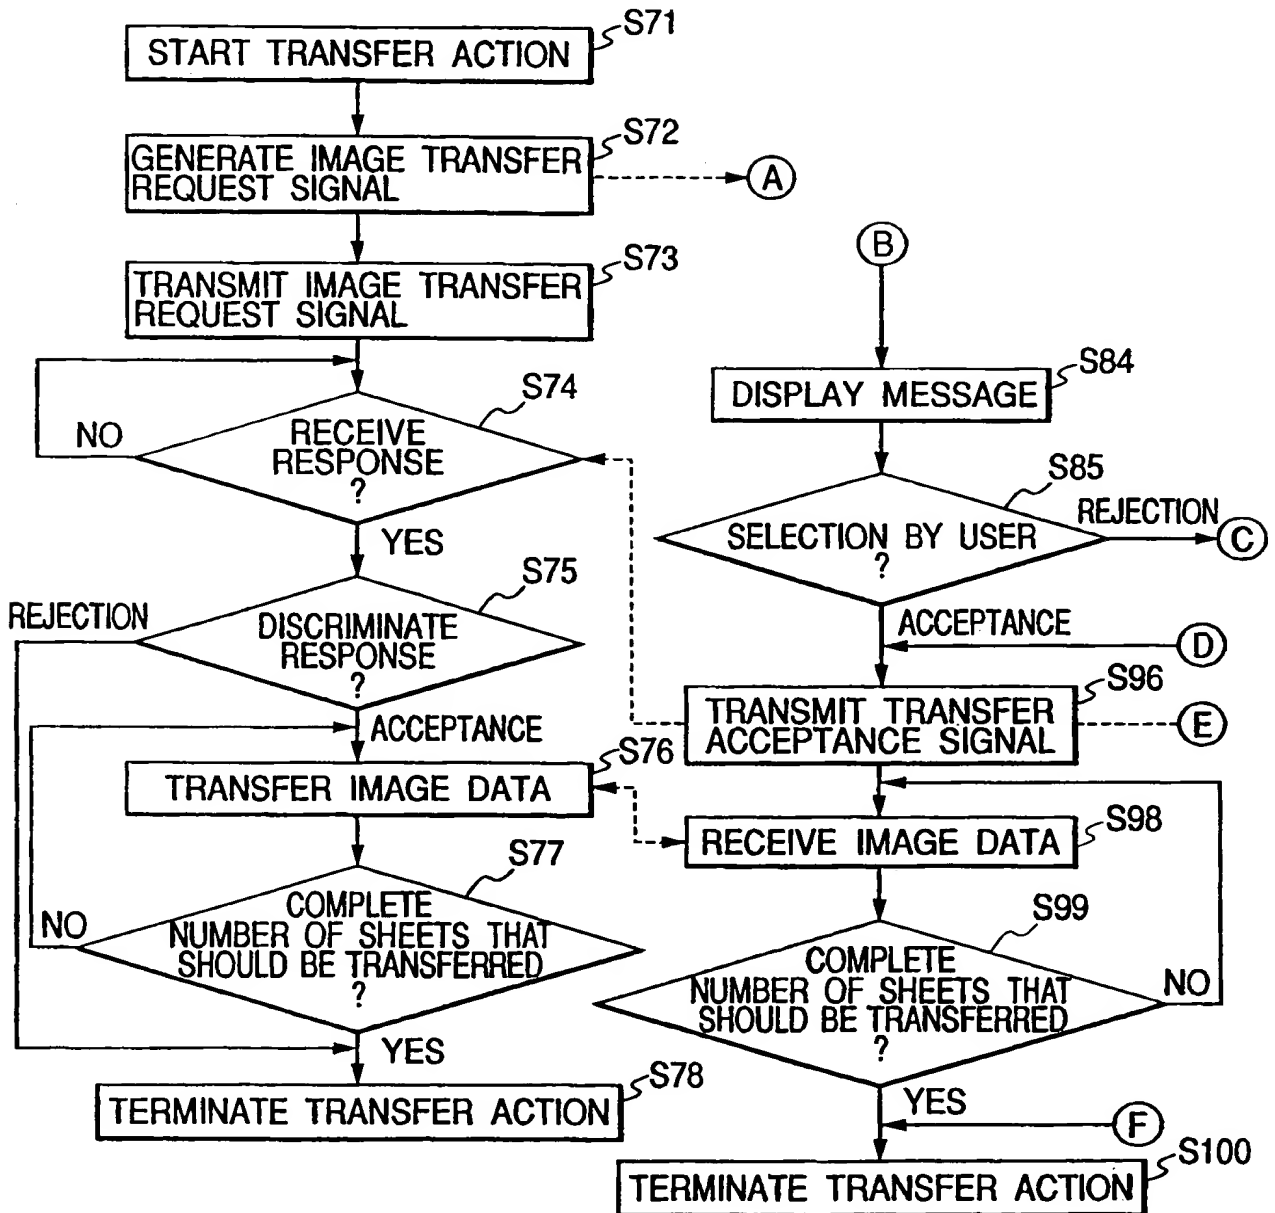 S71
START TRANSFER ACTION
S72
GENERATE IMAGE TRANSFER
REQUEST SIGNAL
A
S73
TRANSMIT IMAGE TRANSFER
REQUEST SIGNAL
S74
RECEIVE
RESPONSE
?
NO
YES
S75
DISCRIMINATE
RESPONSE
?
REJECTION
ACCEPTANCE
S76
TRANSFER IMAGE DATA
S77
COMPLETE
NUMBER OF SHEETS THAT
SHOULD BE TRANSFERRED
?
NO
YES
S78
TERMINATE TRANSFER ACTION
B
S84
DISPLAY MESSAGE
S85
SELECTION BY USER
?
REJECTION
C
ACCEPTANCE
D
S96
TRANSMIT TRANSFER
ACCEPTANCE SIGNAL
E
S98
RECEIVE IMAGE DATA
S99
COMPLETE
NUMBER OF SHEETS THAT
SHOULD BE TRANSFERRED
?
NO
YES
F
S100
TERMINATE TRANSFER ACTION